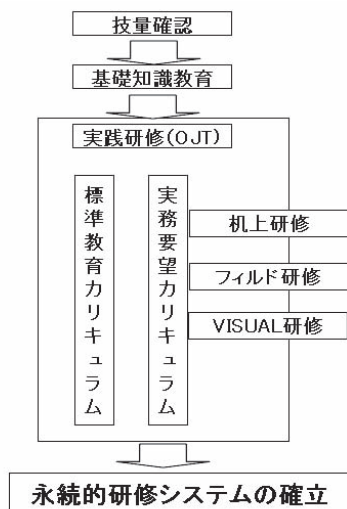 技量確認
基礎知識教育
実践研修(OJT)
標準教育カリキュラム
実務要望カリキュラム
机上研修
フィルド研修
VISUAL研修
永続的研修システムの確立